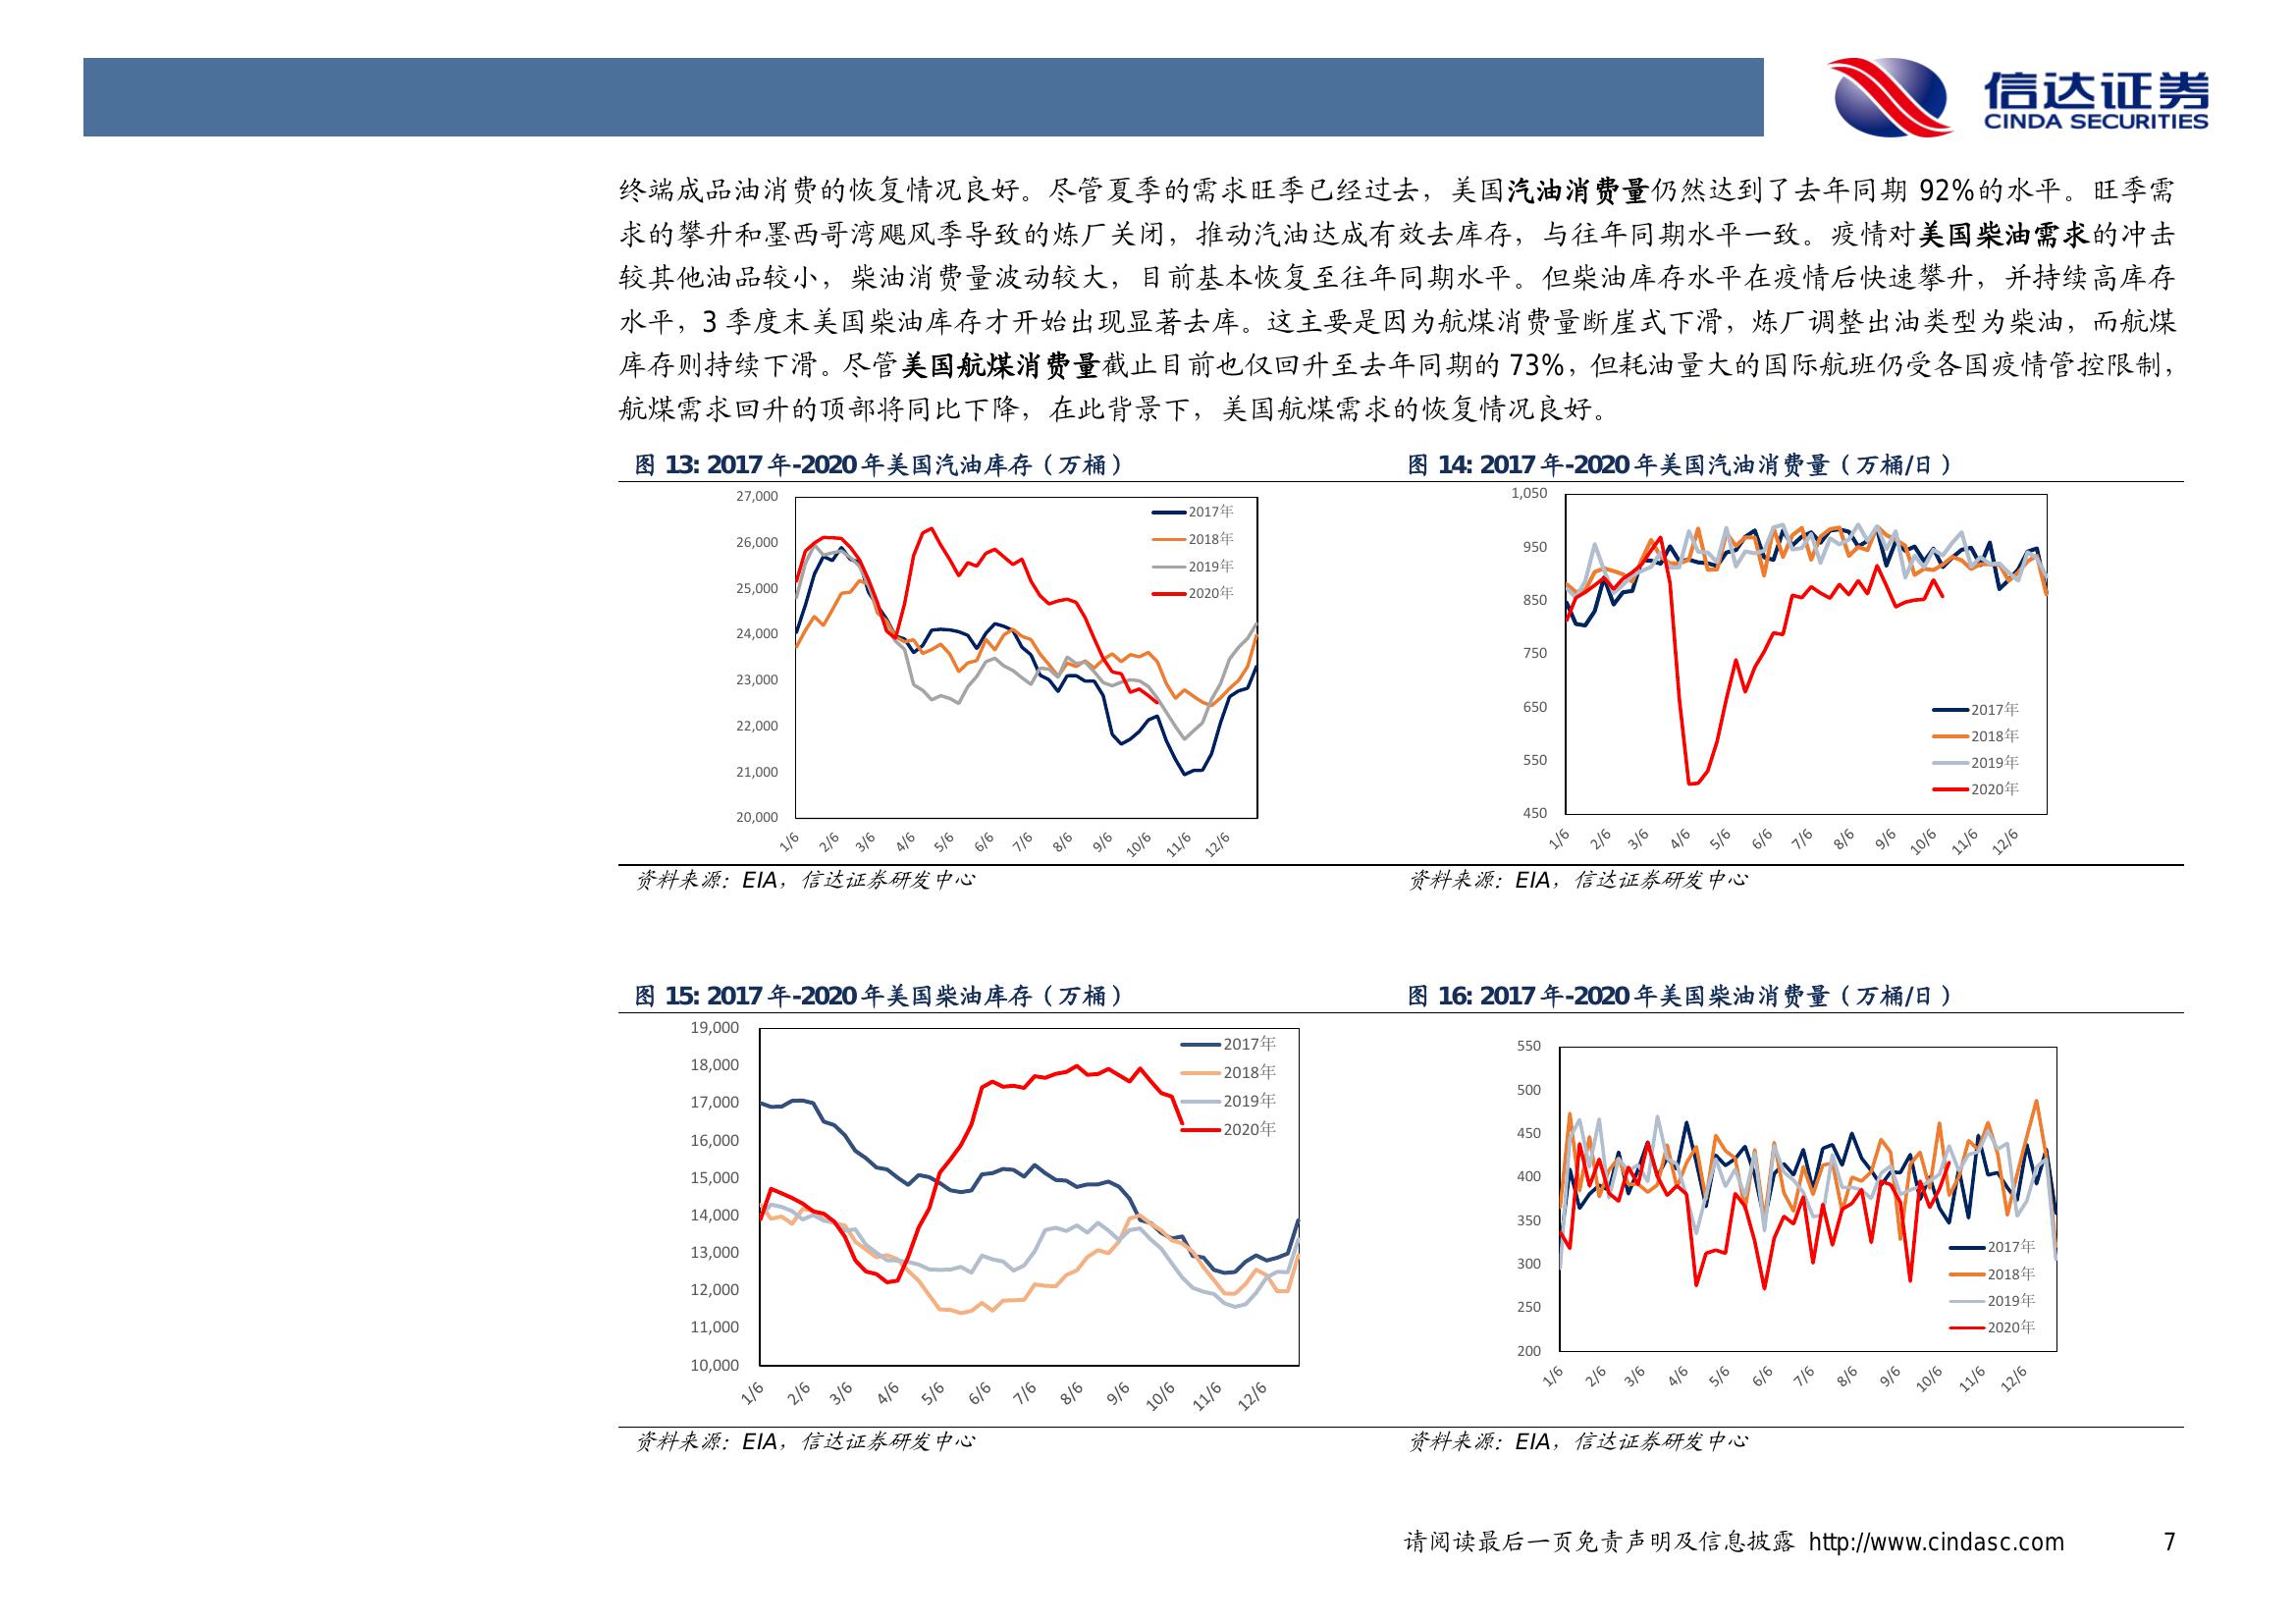 信达证券
CINDA SECURITIES
终端成品油消费的恢复情况良好。尽管夏季的需求旺季已经过去，美国汽油消费量仍然达到了去年同期 92%的水平。旺季需
求的攀升和墨西哥湾飓风季导致的炼厂关闭，推动汽油达成有效去库存，与往年同期水平一致。疫情对美国柴油需求的冲击
较其他油品较小，柴油消费量波动较大，目前基本恢复至往年同期水平。但柴油库存水平在疫情后快速攀升，并持续高库存
水平，3 季度末美国柴油库存才开始出现显著去库。这主要是因为航煤消费量断崖式下滑，炼厂调整出油类型为柴油，而航煤
库存则持续下滑。尽管美国航煤消费量截止目前也仅回升至去年同期的 73%，但耗油量大的国际航班仍受各国疫情管控限制，
航煤需求回升的顶部将同比下降，在此背景下，美国航煤需求的恢复情况良好。
图 13: 2017 年-2020 年美国汽油库存（万桶）
27,000
26,000
25,000
24,000
23,000
22,000
21,000
20,000
1/6 2/6 3/6 4/6 5/6 6/6 7/6 8/6 9/6 10/6 11/6 12/6
2017年
2018年
2019年
2020年
资料来源：EIA，信达证券研发中心
图 14: 2017 年-2020 年美国汽油消费量（万桶/日）
1,050
950
850
750
650
550
450
1/6 2/6 3/6 4/6 5/6 6/6 7/6 8/6 9/6 10/6 11/6 12/6
2017年
2018年
2019年
2020年
资料来源：EIA，信达证券研发中心
图 15: 2017 年-2020 年美国柴油库存（万桶）
19,000
18,000
17,000
16,000
15,000
14,000
13,000
12,000
11,000
10,000
1/6 2/6 3/6 4/6 5/6 6/6 7/6 8/6 9/6 10/6 11/6 12/6
2017年
2018年
2019年
2020年
资料来源：EIA，信达证券研发中心
图 16: 2017 年-2020 年美国柴油消费量（万桶/日）
550
500
450
400
350
300
250
200
1/6 2/6 3/6 4/6 5/6 6/6 7/6 8/6 9/6 10/6 11/6 12/6
2017年
2018年
2019年
2020年
资料来源：EIA，信达证券研发中心
请阅读最后一页免责声明及信息披露 http://www.cindasc.com 7